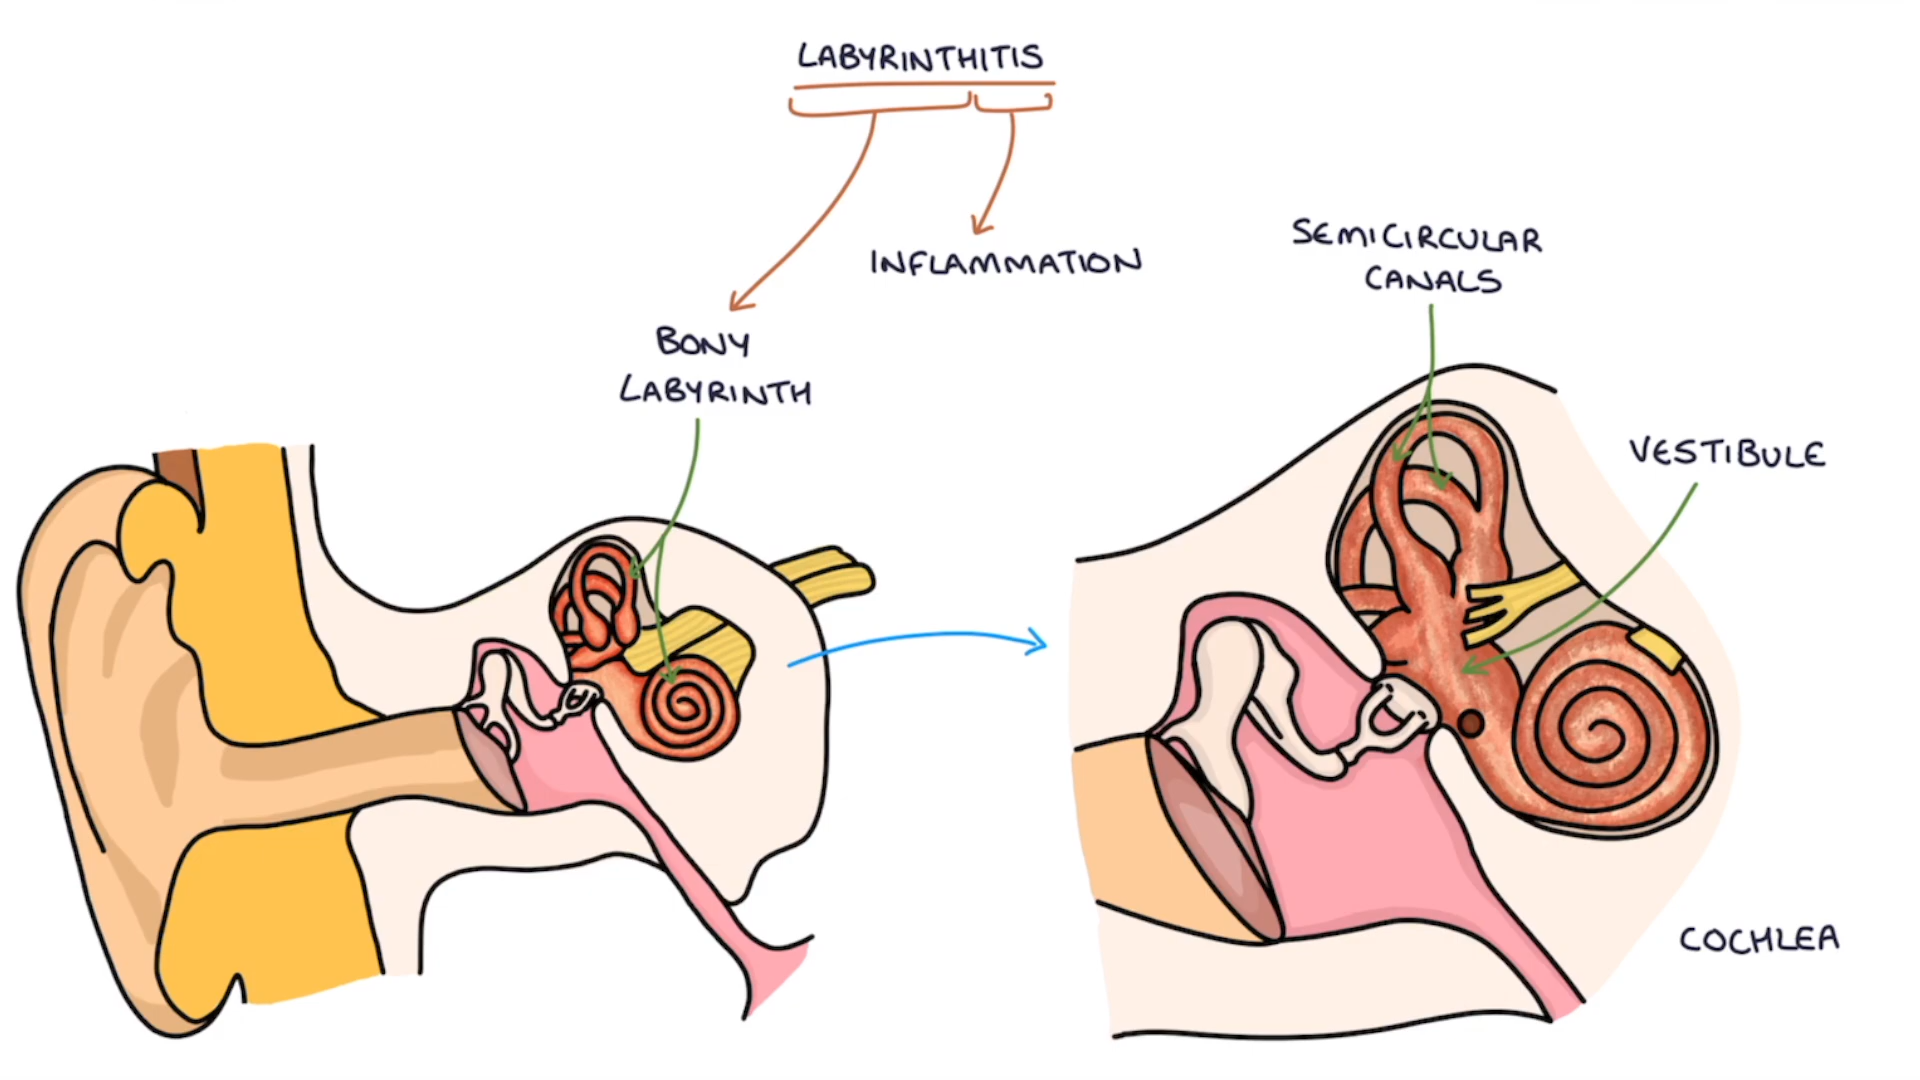 LABYRINTHITIS
INFLAMMATION
BONY
LABYRINTH
SEMICIRCULAR
CANALS
VESTIBULE
COCHLEA